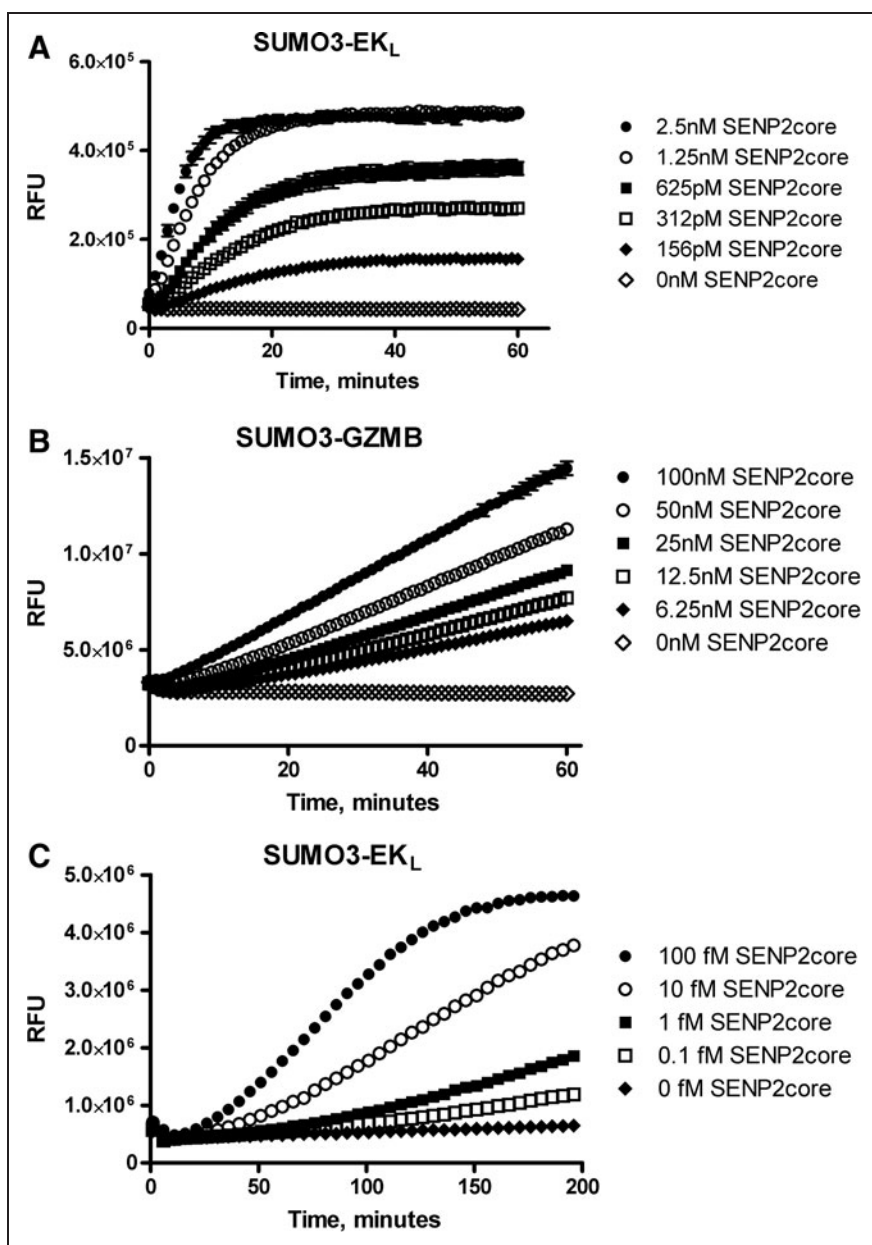 A
SUMO3-EK_L
6.0×10⁵
4.0×10⁵
2.0×10⁵
0
RFU
0 20 40 60
Time, minutes
2.5nM SENP2core
1.25nM SENP2core
625pM SENP2core
312pM SENP2core
156pM SENP2core
0nM SENP2core
B
SUMO3-GZMB
1.5×10⁷
1.0×10⁷
5.0×10⁶
0
RFU
0 20 40 60
Time, minutes
100nM SENP2core
50nM SENP2core
25nM SENP2core
12.5nM SENP2core
6.25nM SENP2core
0nM SENP2core
C
SUMO3-EK_L
5.0×10⁶
4.0×10⁶
3.0×10⁶
2.0×10⁶
1.0×10⁶
0
RFU
0 50 100 150 200
Time, minutes
100 fM SENP2core
10 fM SENP2core
1 fM SENP2core
0.1 fM SENP2core
0 fM SENP2core